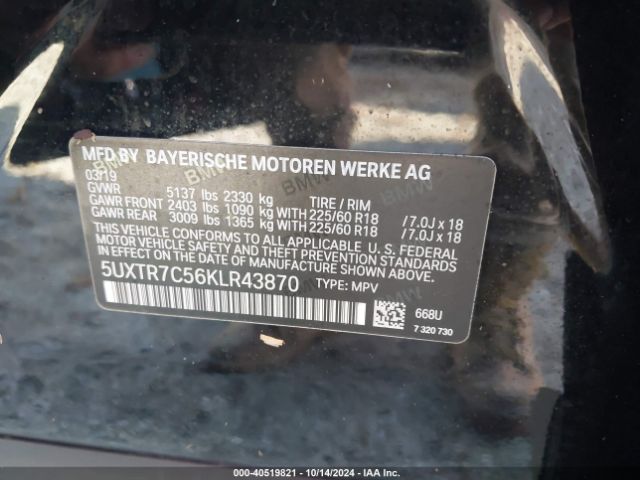 MFD BY BAYERISCHE MOTOREN WERKE AG
03/19
GVWR 5137 lbs 2330 kg TIRE / RIM
GAWR FRONT 2403 lbs 1090 kg WITH 225/60 R18 /7.0J x 18
GAWR REAR 3009 lbs 1365 kg WITH 225/60 R18 /7.0J x 18
THIS VEHICLE CONFORMS TO ALL APPLICABLE U. S. FEDERAL
MOTOR VEHICLE SAFETY AND THEFT PREVENTION STANDARDS
IN EFFECT ON THE DATE OF MANUFACTURE SHOWN ABOVE.
5UXTR7C56KLR43870 TYPE: MPV
668U
7 320 730
000-40519821 - 10/14/2024 - IAA Inc.